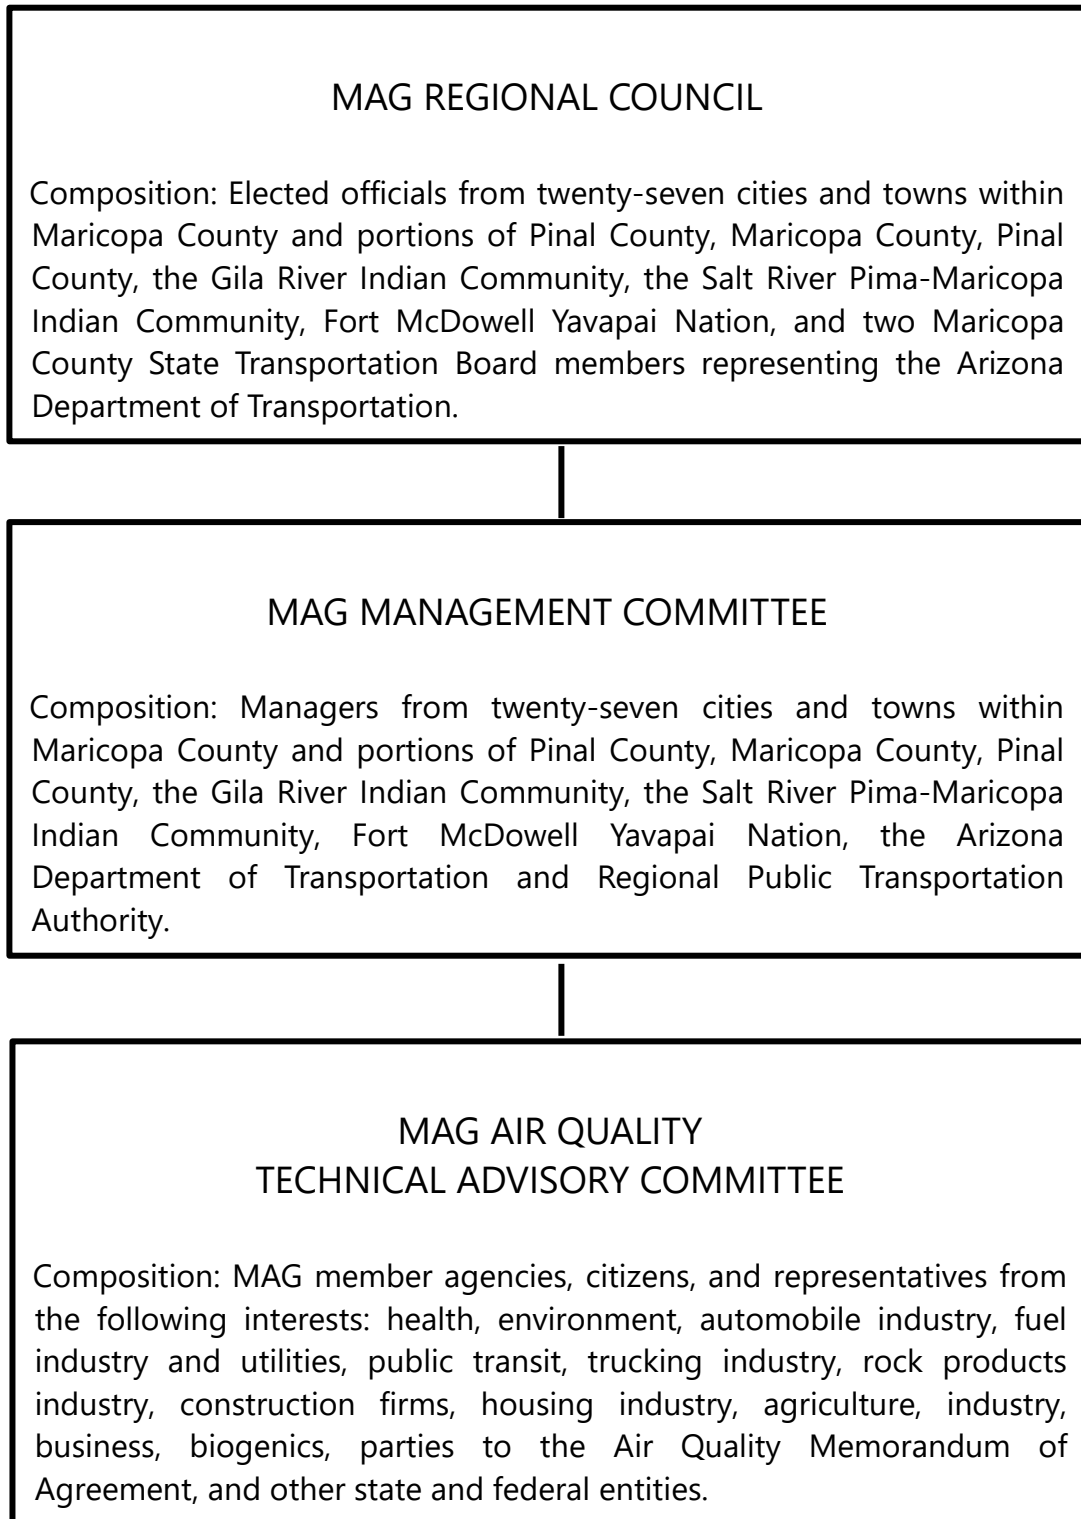 MAG REGIONAL COUNCIL
Composition: Elected officials from twenty-seven cities and towns within
Maricopa County and portions of Pinal County, Maricopa County, Pinal
County, the Gila River Indian Community, the Salt River Pima-Maricopa
Indian Community, Fort McDowell Yavapai Nation, and two Maricopa
County State Transportation Board members representing the Arizona
Department of Transportation.
MAG MANAGEMENT COMMITTEE
Composition: Managers from twenty-seven cities and towns within
Maricopa County and portions of Pinal County, Maricopa County, Pinal
County, the Gila River Indian Community, the Salt River Pima-Maricopa
Indian Community, Fort McDowell Yavapai Nation, the Arizona
Department of Transportation and Regional Public Transportation
Authority.
MAG AIR QUALITY
TECHNICAL ADVISORY COMMITTEE
Composition: MAG member agencies, citizens, and representatives from
the following interests: health, environment, automobile industry, fuel
industry and utilities, public transit, trucking industry, rock products
industry, construction firms, housing industry, agriculture, industry,
business, biogenics, parties to the Air Quality Memorandum of
Agreement, and other state and federal entities.